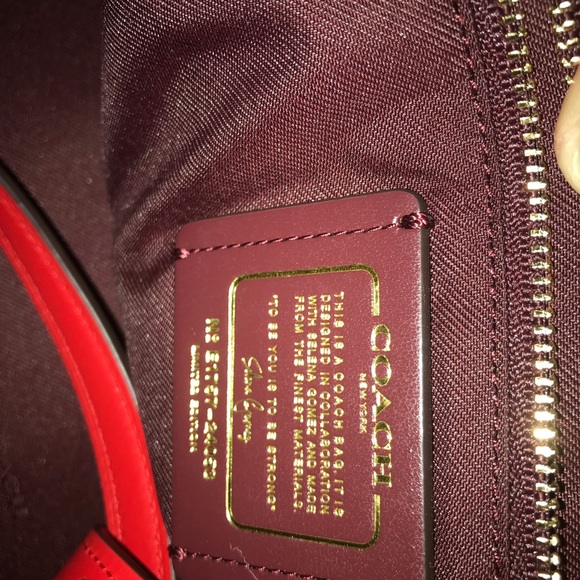 COACH
NEW YORK
THIS IS A COACH BAG. IT IS
DESIGNED IN COLLABORATION
WITH SELENA GOMEZ AND MADE
FROM THE FINEST MATERIALS.
"TO BE YOU IS TO BE STRONG"
LIMITED EDITION